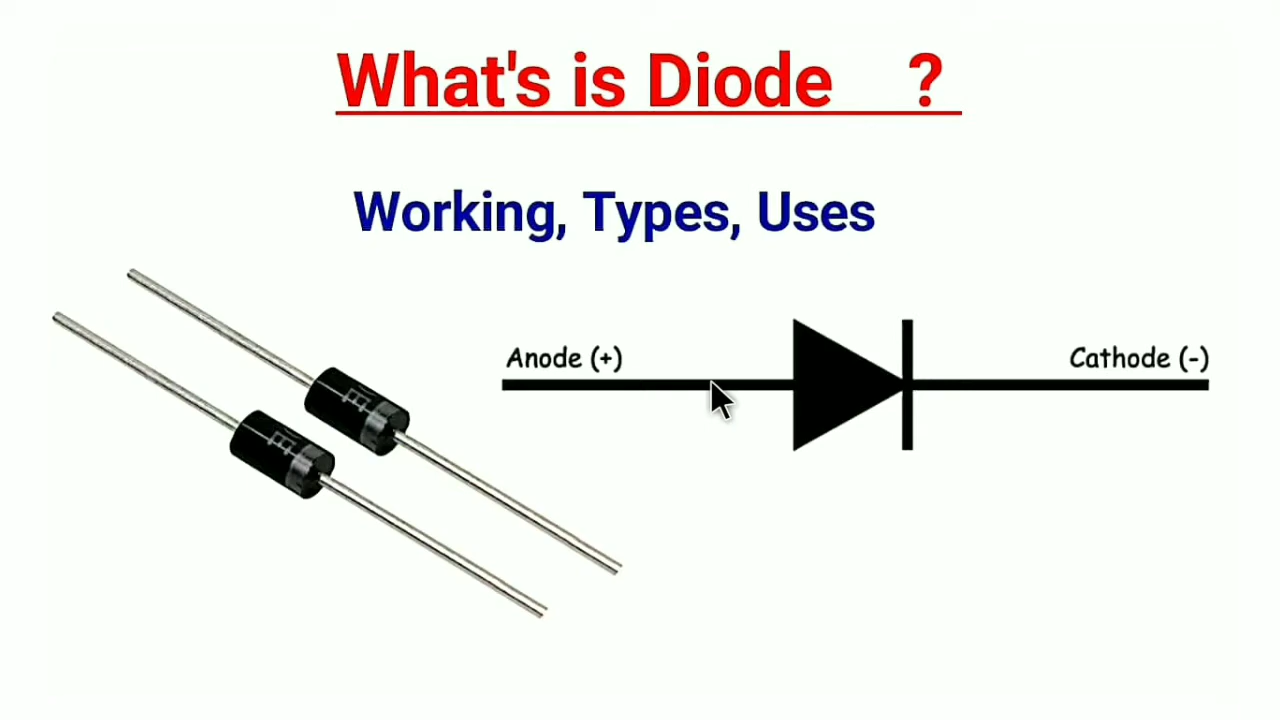 What's is Diode ?
Working, Types, Uses
Anode (+)
Cathode (-)